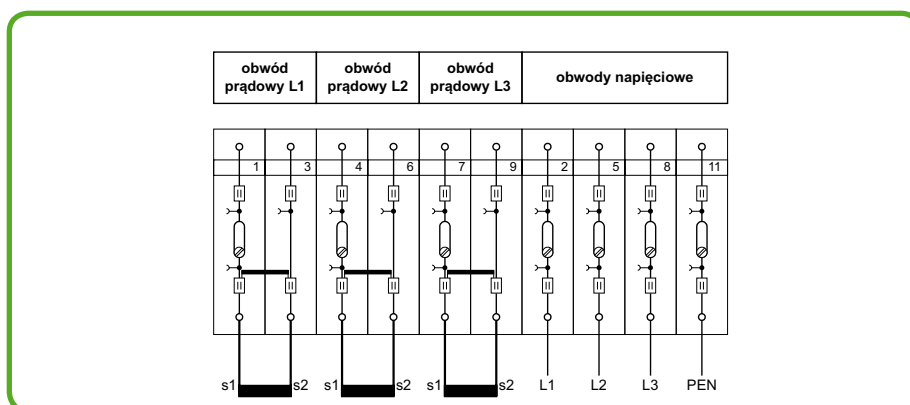 obwód
prądowy L1
obwód
prądowy L2
obwód
prądowy L3
obwody napięciowe
1 3 4 6 7 9 2 5 8 11
s1 s2 s1 s2 s1 s2 L1 L2 L3 PEN